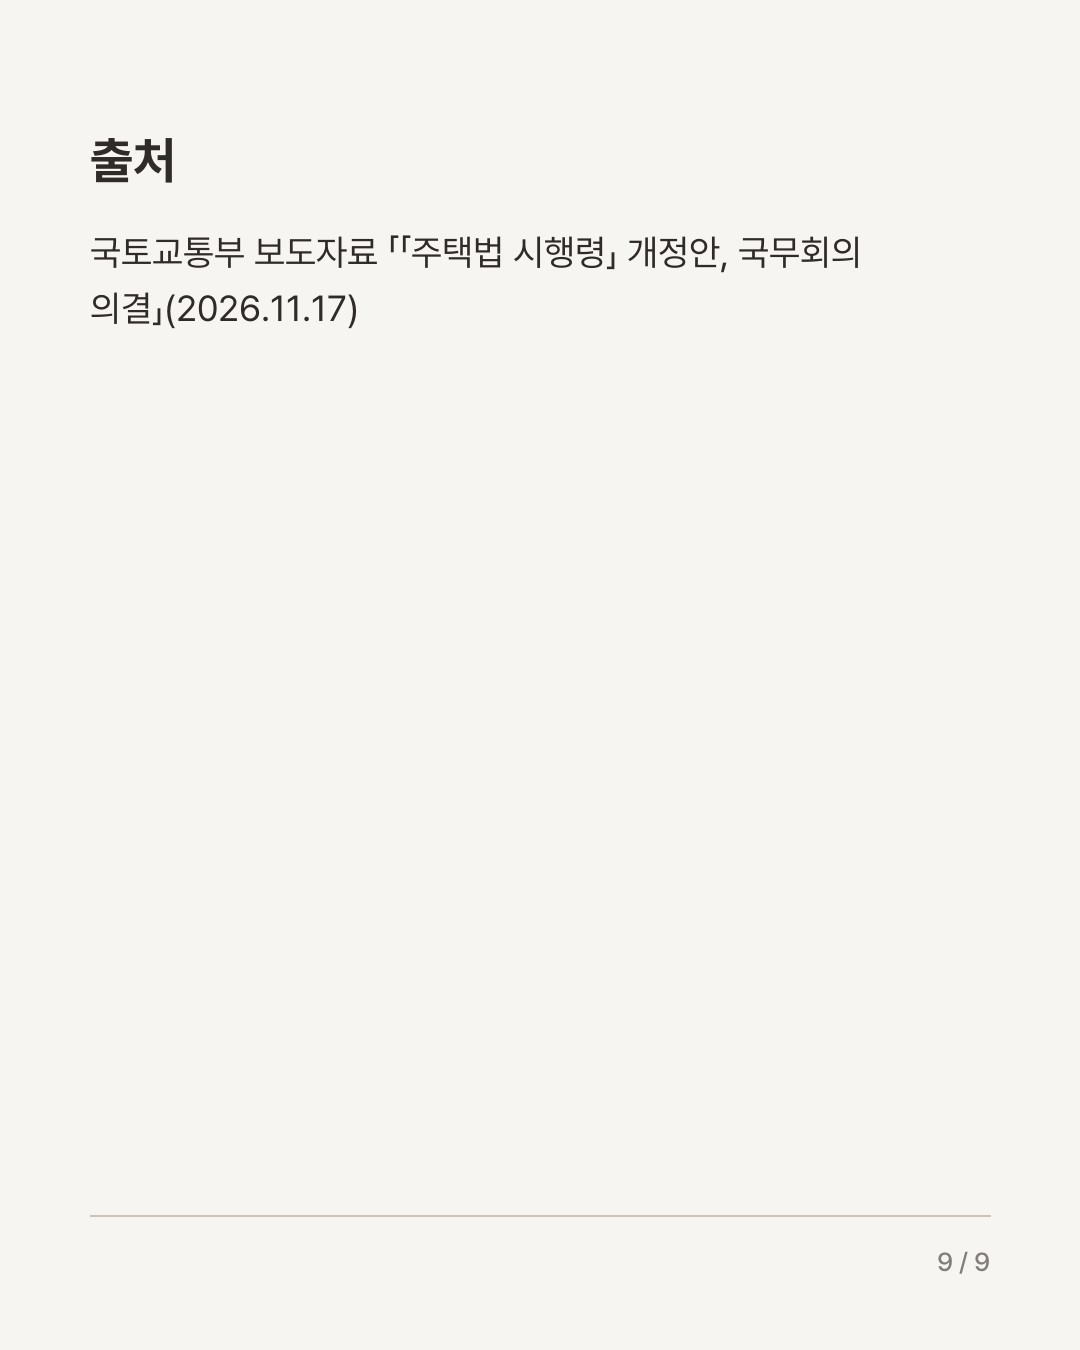 출처
국토교통부 보도자료 「「주택법 시행령」 개정안, 국무회의
의결」(2026.11.17)
9 / 9